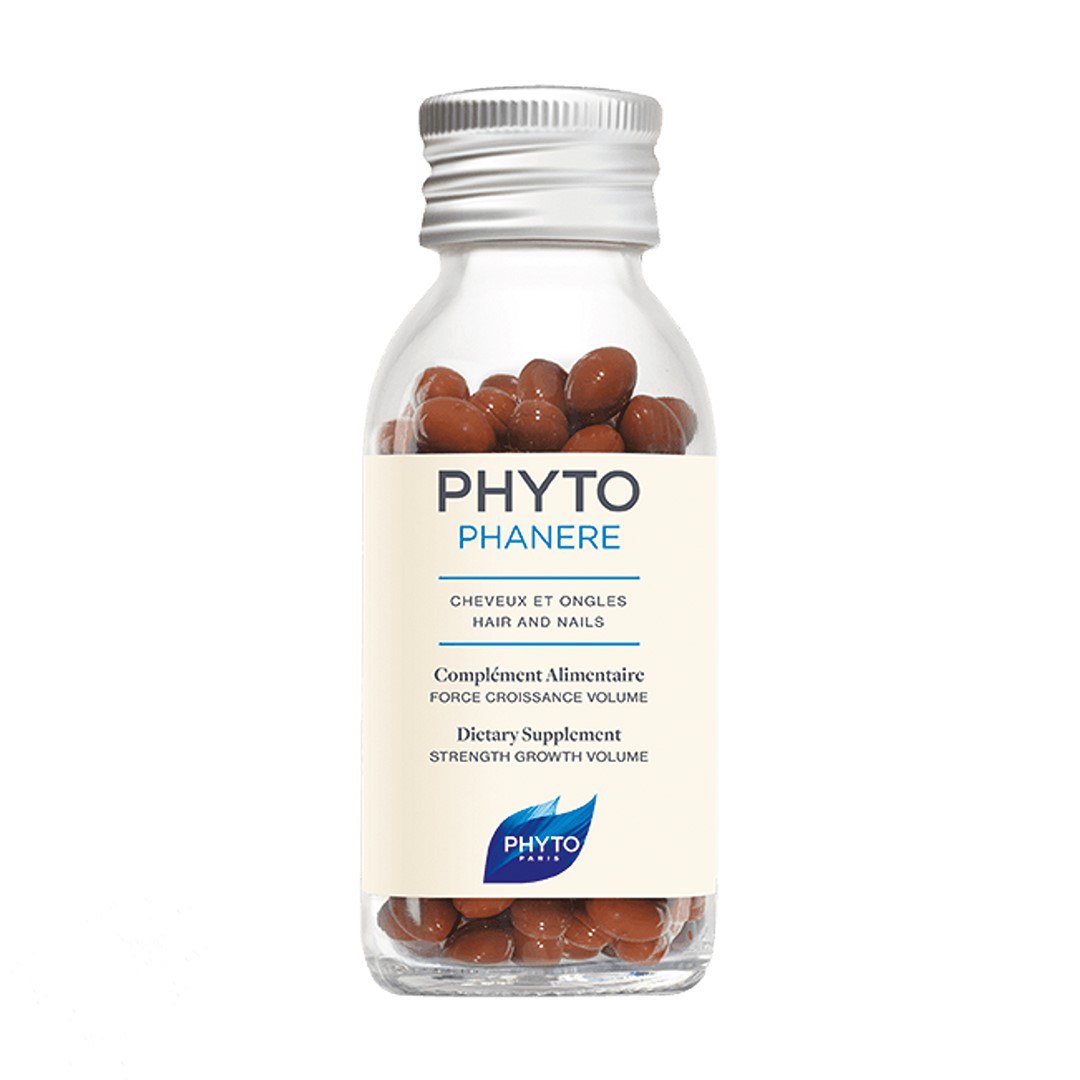 PHYTO
PHANERE
CHEVEUX ET ONGLES
HAIR AND NAILS
Complément Alimentaire
FORCE CROISSANCE VOLUME
Dietary Supplement
STRENGTH GROWTH VOLUME
PHYTO
PARIS